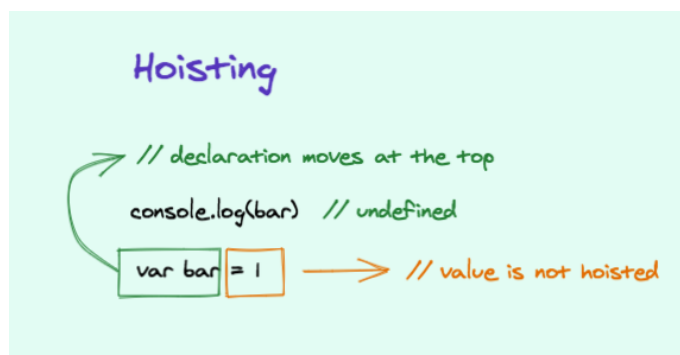 Hoisting
// declaration moves at the top
console.log(bar) // undefined
var bar = 1 // value is not hoisted